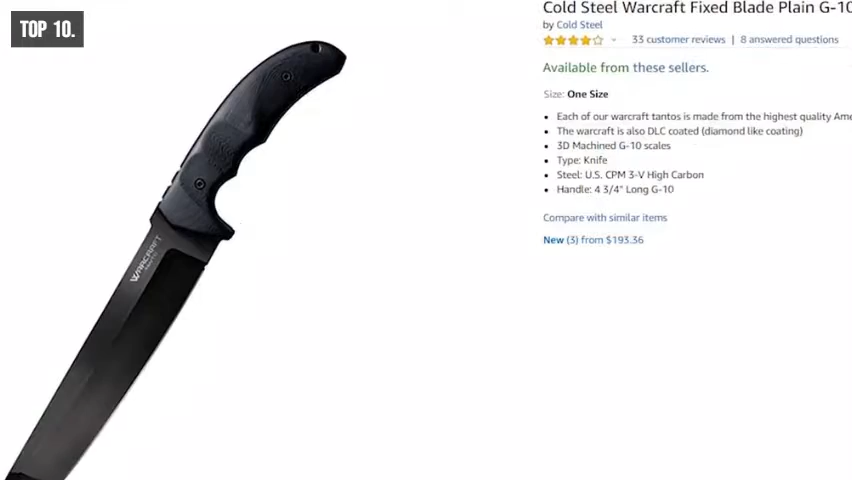 TOP 10.
Cold Steel Warcraft Fixed Blade Plain G-10
by Cold Steel
33 customer reviews | 8 answered questions
Available from these sellers.
Size: One Size
Each of our warcraft tantos is made from the highest quality Ame
The warcraft is also DLC coated (diamond like coating)
3D Machined G-10 scales
Type: Knife
Steel: U.S. CPM 3-V High Carbon
Handle: 4 3/4" Long G-10
Compare with similar items
New (3) from $193.36
WARCRAFT